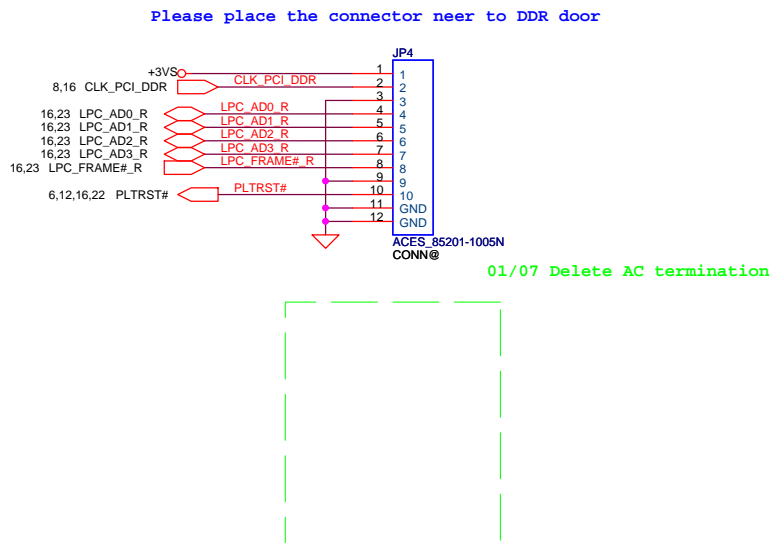 Please place the connector neer to DDR door
JP4
+3VS 1 1
8,16 CLK_PCI_DDR CLK_PCI_DDR 2 2
3 3
16,23 LPC_AD0_R LPC_AD0_R 4 4
16,23 LPC_AD1_R LPC_AD1_R 5 5
16,23 LPC_AD2_R LPC_AD2_R 6 6
16,23 LPC_AD3_R LPC_AD3_R 7 7
16,23 LPC_FRAME#_R LPC_FRAME#_R 8 8
9 9
6,12,16,22 PLTRST# PLTRST# 10 10
11 GND
12 GND
ACES_85201-1005N
CONN@
01/07 Delete AC termination